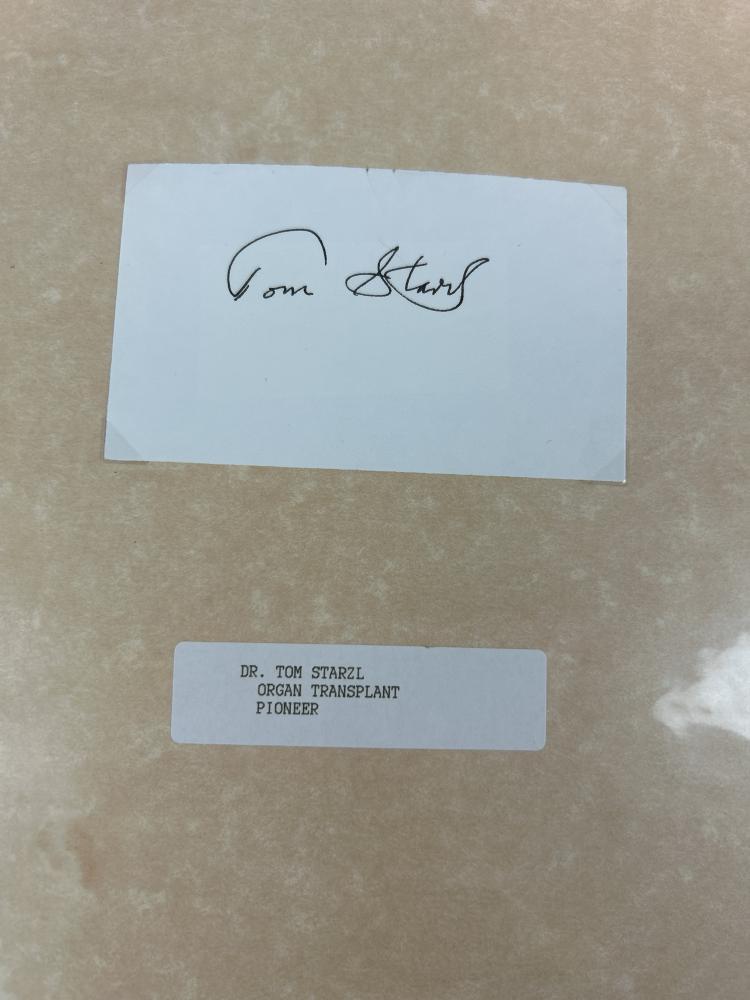 Tom Starzl
DR. TOM STARZL
ORGAN TRANSPLANT
PIONEER